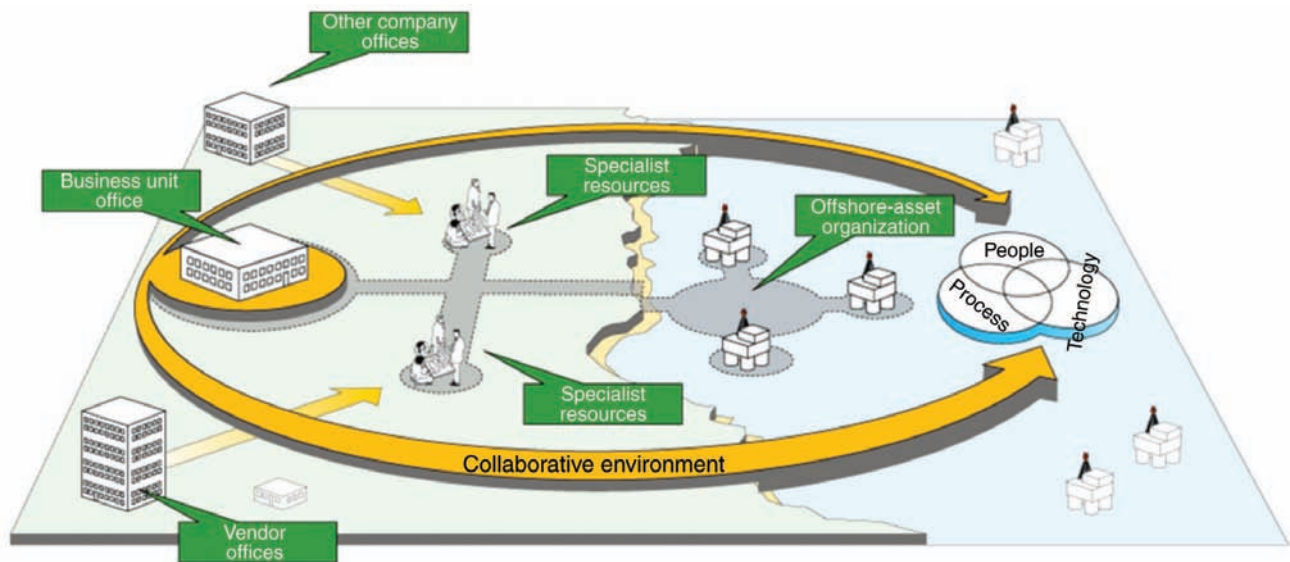 Other company
offices
Business unit
office
Specialist
resources
Offshore-asset
organization
People
Process
Technology
Specialist
resources
Collaborative environment
Vendor
offices